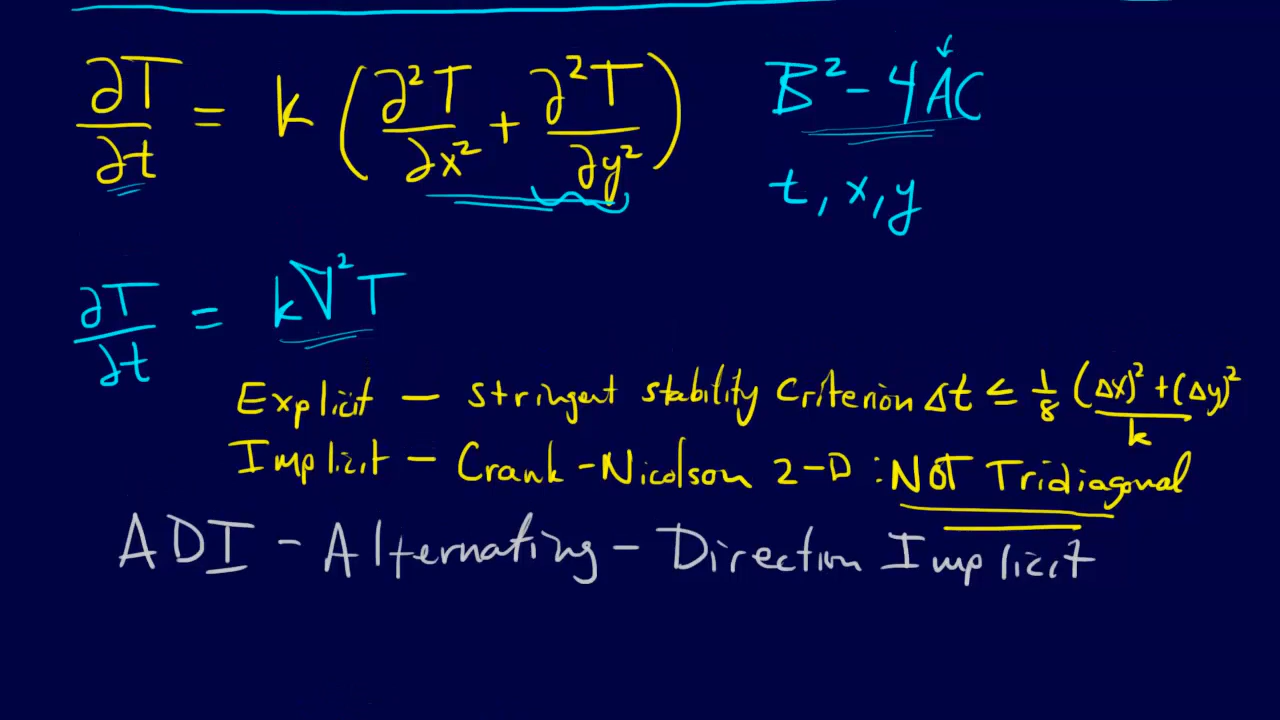 ∂T/∂t = k (∂²T/∂x² + ∂²T/∂y²) B² - 4AC
t, x, y
∂T/∂t = k∇²T
Explicit — stringent stability criterion Δt ≤ 1/8 (Δx)² + (Δy)²/k
Implicit — Crank-Nicolson 2-D : NOT Tridiagonal
ADI - Alternating - Direction Implicit